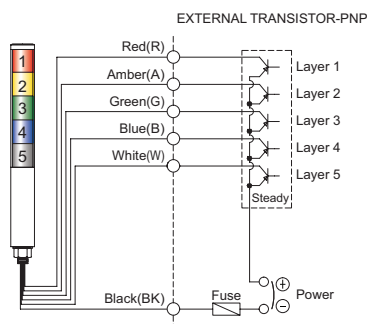 EXTERNAL TRANSISTOR-PNP
Red(R)
Layer 1
Amber(A)
Layer 2
Green(G)
Layer 3
Blue(B)
Layer 4
White(W)
Layer 5
1
2
3
4
5
Steady
Black(BK)
Fuse
+
−
Power